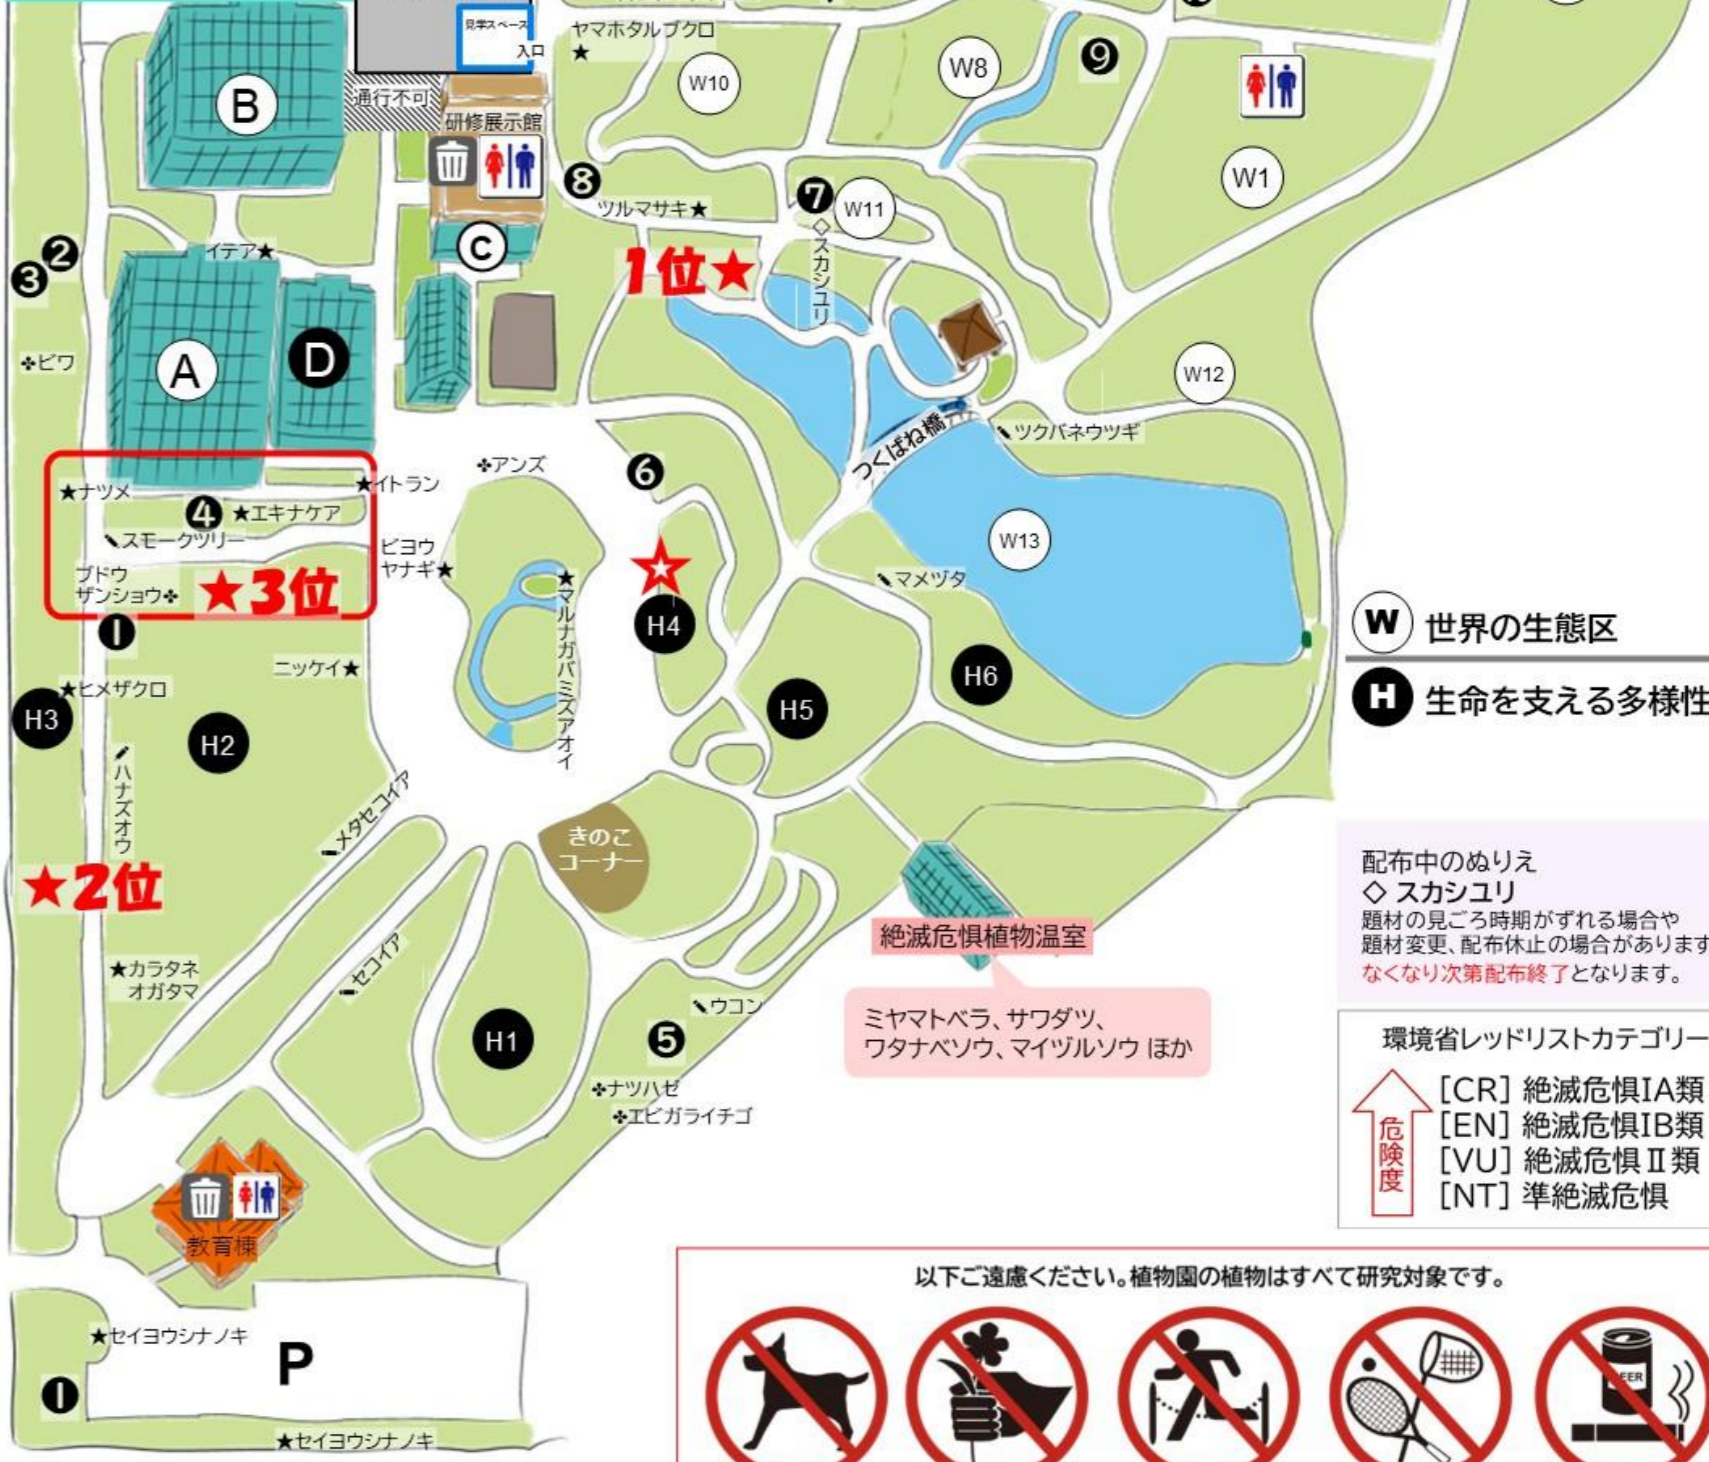 見学スペース
入口
ヤマホタルブクロ
★
W10
W8
❾
B
通行不可
研修展示館
W1
❽
ツルマサキ★
❼
W11
◇スカシユリ
❷
❸
イテア★
C
1位★
✤ビワ
A
D
W12
つくばね橋
ツクバネウツギ
✤アンズ
❻
★ナツメ
★イトラン
❹
★エキナケア
スモークツリー
ビヨウ
ヤナギ★
W13
ブドウ
ザンショウ✤
★3位
★マルナガバミズアオイ
マメヅタ
❶
H4
ニッケイ★
H6
★ヒメザクロ
H3
H2
H5
W 世界の生態区
H 生命を支える多様性
ハナズオウ
メタセコイア
きのこ
コーナー
★2位
配布中のぬりえ
◇ スカシユリ
題材の見ごろ時期がずれる場合や
題材変更、配布休止の場合があります
なくなり次第配布終了となります。
絶滅危惧植物温室
ミヤマトベラ、サワダツ、
ワタナベソウ、マイヅルソウ ほか
★カラタネ
オガタマ
セコイア
ウコン
H1
❺
✤ナツハゼ
✤エビガライチゴ
環境省レッドリストカテゴリー
危険度
[CR] 絶滅危惧IA類
[EN] 絶滅危惧IB類
[VU] 絶滅危惧Ⅱ類
[NT] 準絶滅危惧
教育棟
★セイヨウシナノキ
P
❶
★セイヨウシナノキ
以下ご遠慮ください。植物園の植物はすべて研究対象です。
BEER